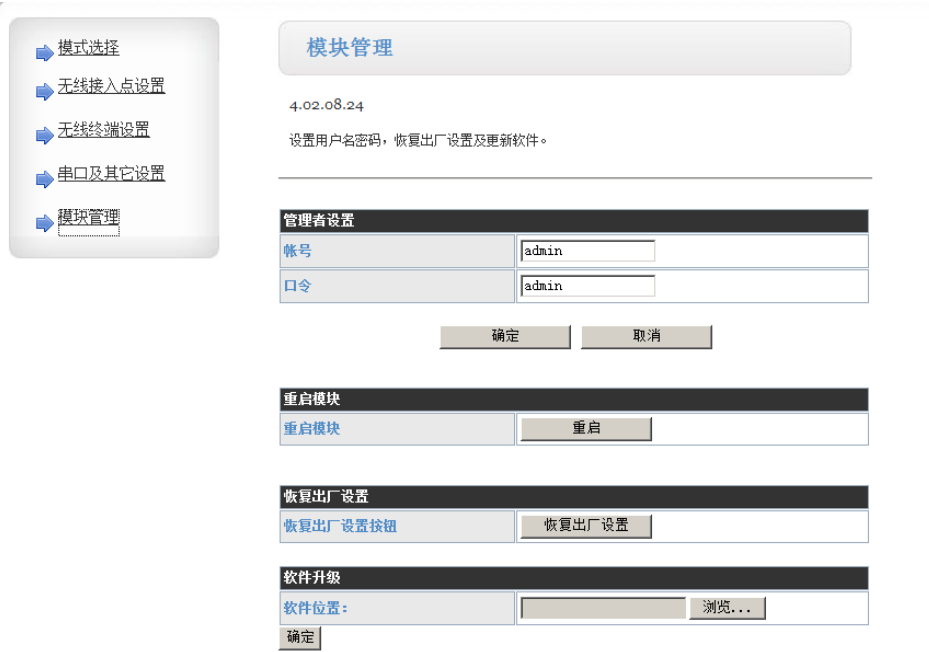 模式选择
无线接入点设置
无线终端设置
串口及其它设置
模块管理
模块管理
4.02.08.24
设置用户名密码，恢复出厂设置及更新软件。
管理者设置
帐号 admin
口令 admin
确定 取消
重启模块
重启模块 重启
恢复出厂设置
恢复出厂设置按钮 恢复出厂设置
软件升级
软件位置： 浏览...
确定